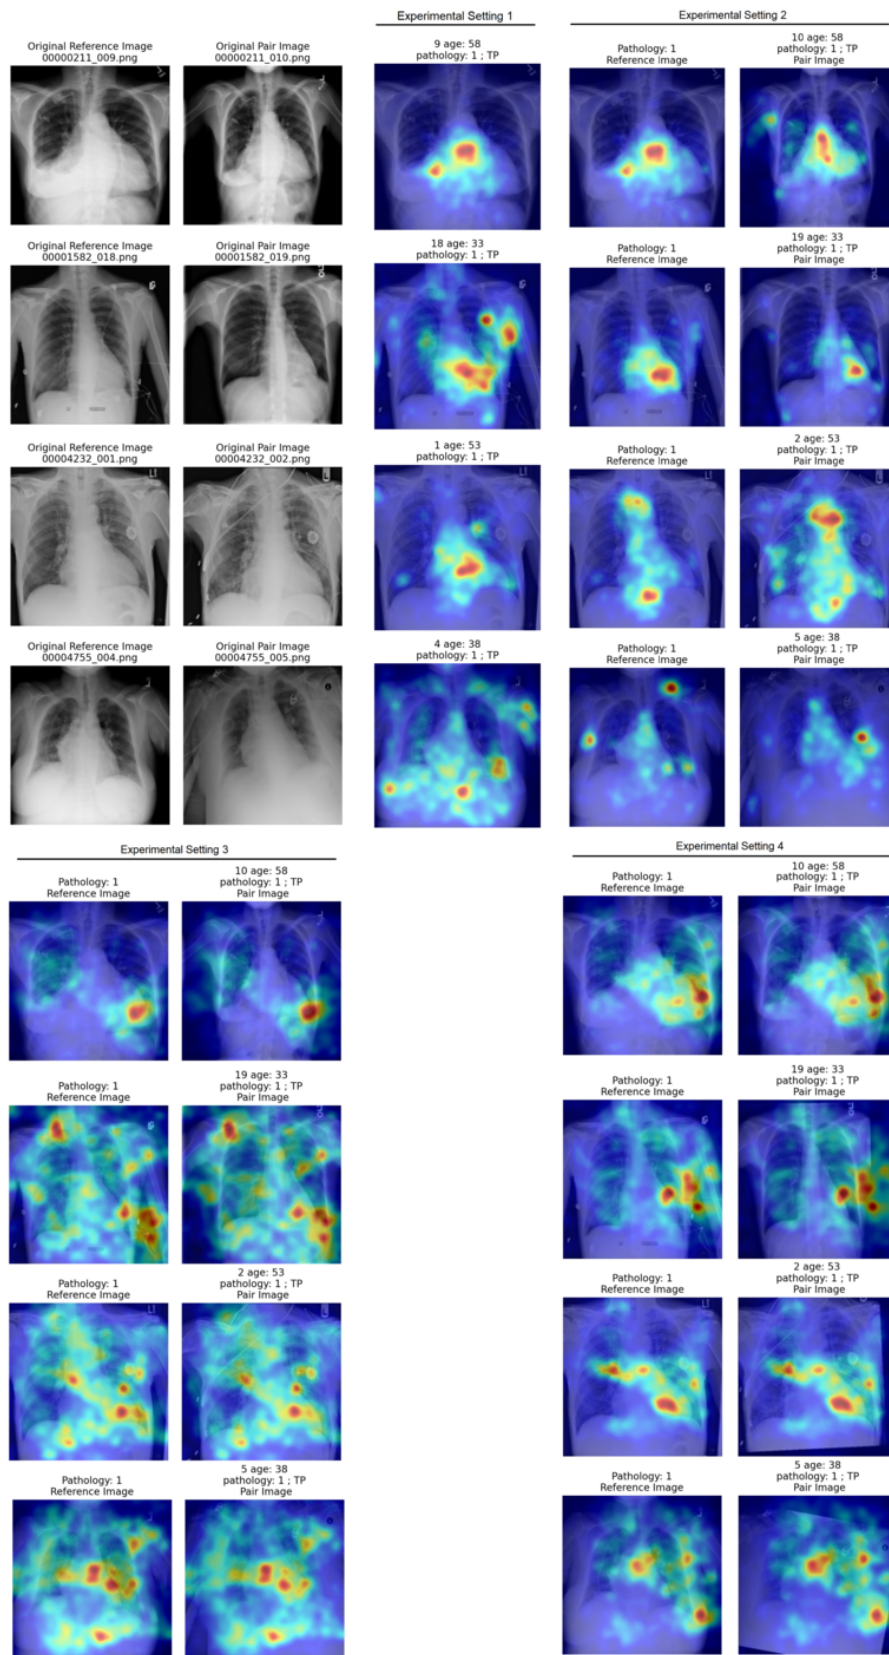 Experimental Setting 1
Experimental Setting 2
Original Reference Image
00000211_009.png
Original Pair Image
00000211_010.png
9 age: 58
pathology: 1 ; TP
Pathology: 1
Reference Image
10 age: 58
pathology: 1 ; TP
Pair Image
Original Reference Image
00001582_018.png
Original Pair Image
00001582_019.png
18 age: 33
pathology: 1 ; TP
Pathology: 1
Reference Image
19 age: 33
pathology: 1 ; TP
Pair Image
Original Reference Image
00004232_001.png
Original Pair Image
00004232_002.png
1 age: 53
pathology: 1 ; TP
Pathology: 1
Reference Image
2 age: 53
pathology: 1 ; TP
Pair Image
Original Reference Image
00004755_004.png
Original Pair Image
00004755_005.png
4 age: 38
pathology: 1 ; TP
Pathology: 1
Reference Image
5 age: 38
pathology: 1 ; TP
Pair Image
Experimental Setting 3
Experimental Setting 4
Pathology: 1
Reference Image
10 age: 58
pathology: 1 ; TP
Pair Image
Pathology: 1
Reference Image
10 age: 58
pathology: 1 ; TP
Pair Image
Pathology: 1
Reference Image
19 age: 33
pathology: 1 ; TP
Pair Image
Pathology: 1
Reference Image
19 age: 33
pathology: 1 ; TP
Pair Image
Pathology: 1
Reference Image
2 age: 53
pathology: 1 ; TP
Pair Image
Pathology: 1
Reference Image
2 age: 53
pathology: 1 ; TP
Pair Image
Pathology: 1
Reference Image
5 age: 38
pathology: 1 ; TP
Pair Image
Pathology: 1
Reference Image
5 age: 38
pathology: 1 ; TP
Pair Image